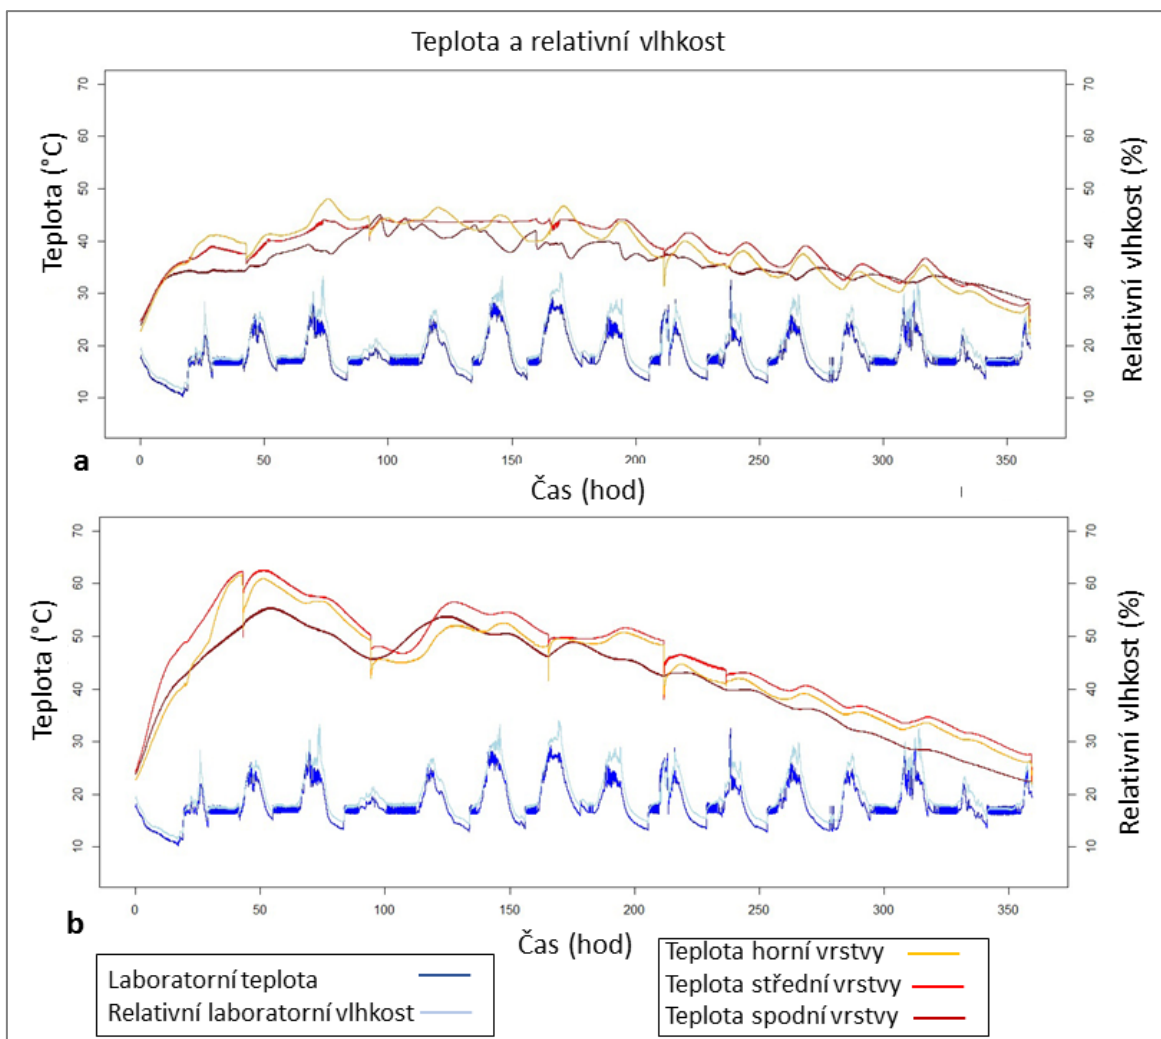 Teplota a relativní vlhkost
Teplota (°C)
70
60
50
40
30
20
10
70
60
50
40
30
20
10
Relativní vlhkost (%)
0 50 100 150 200 250 300 350
a
Čas (hod)
Teplota (°C)
70
60
50
40
30
20
10
70
60
50
40
30
20
10
Relativní vlhkost (%)
0 50 100 150 200 250 300 350
b
Čas (hod)
Laboratorní teplota
Relativní laboratorní vlhkost
Teplota horní vrstvy
Teplota střední vrstvy
Teplota spodní vrstvy